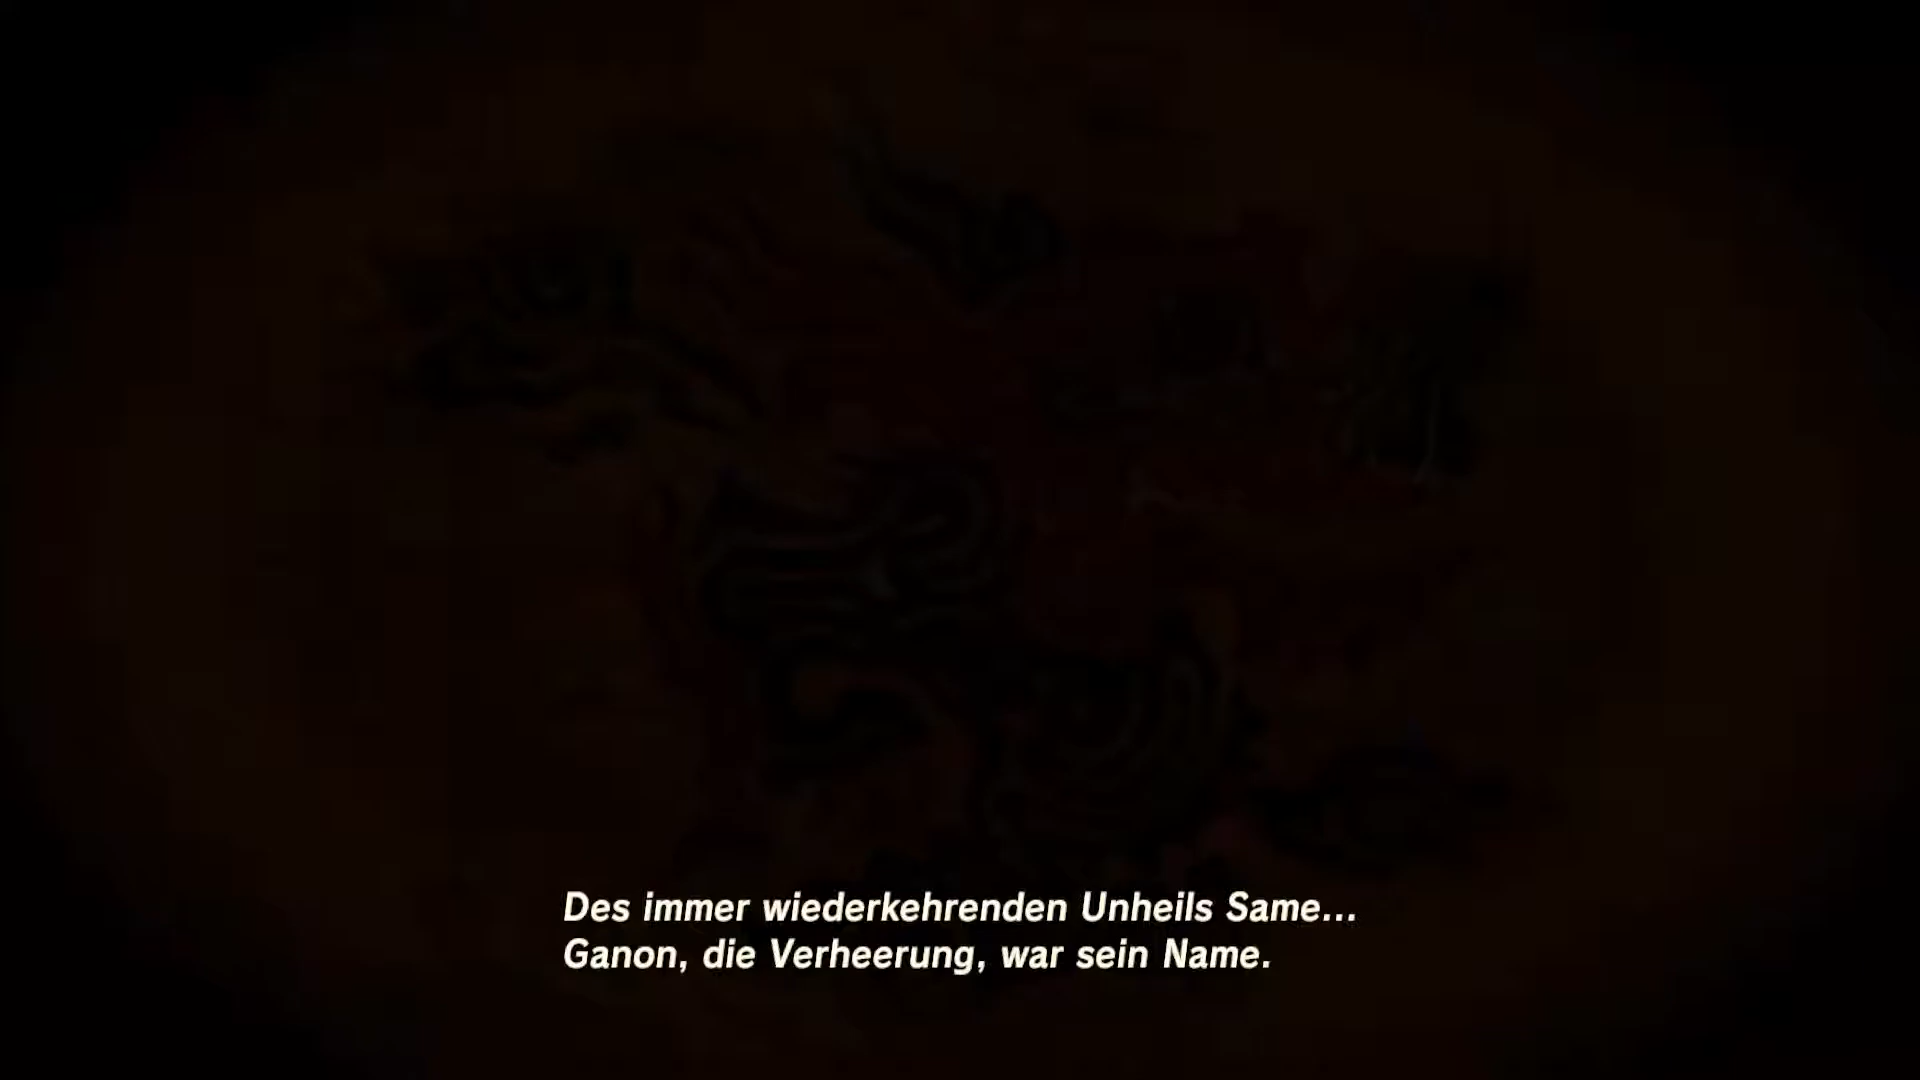 Des immer wiederkehrenden Unheils Same...
Ganon, die Verheerung, war sein Name.